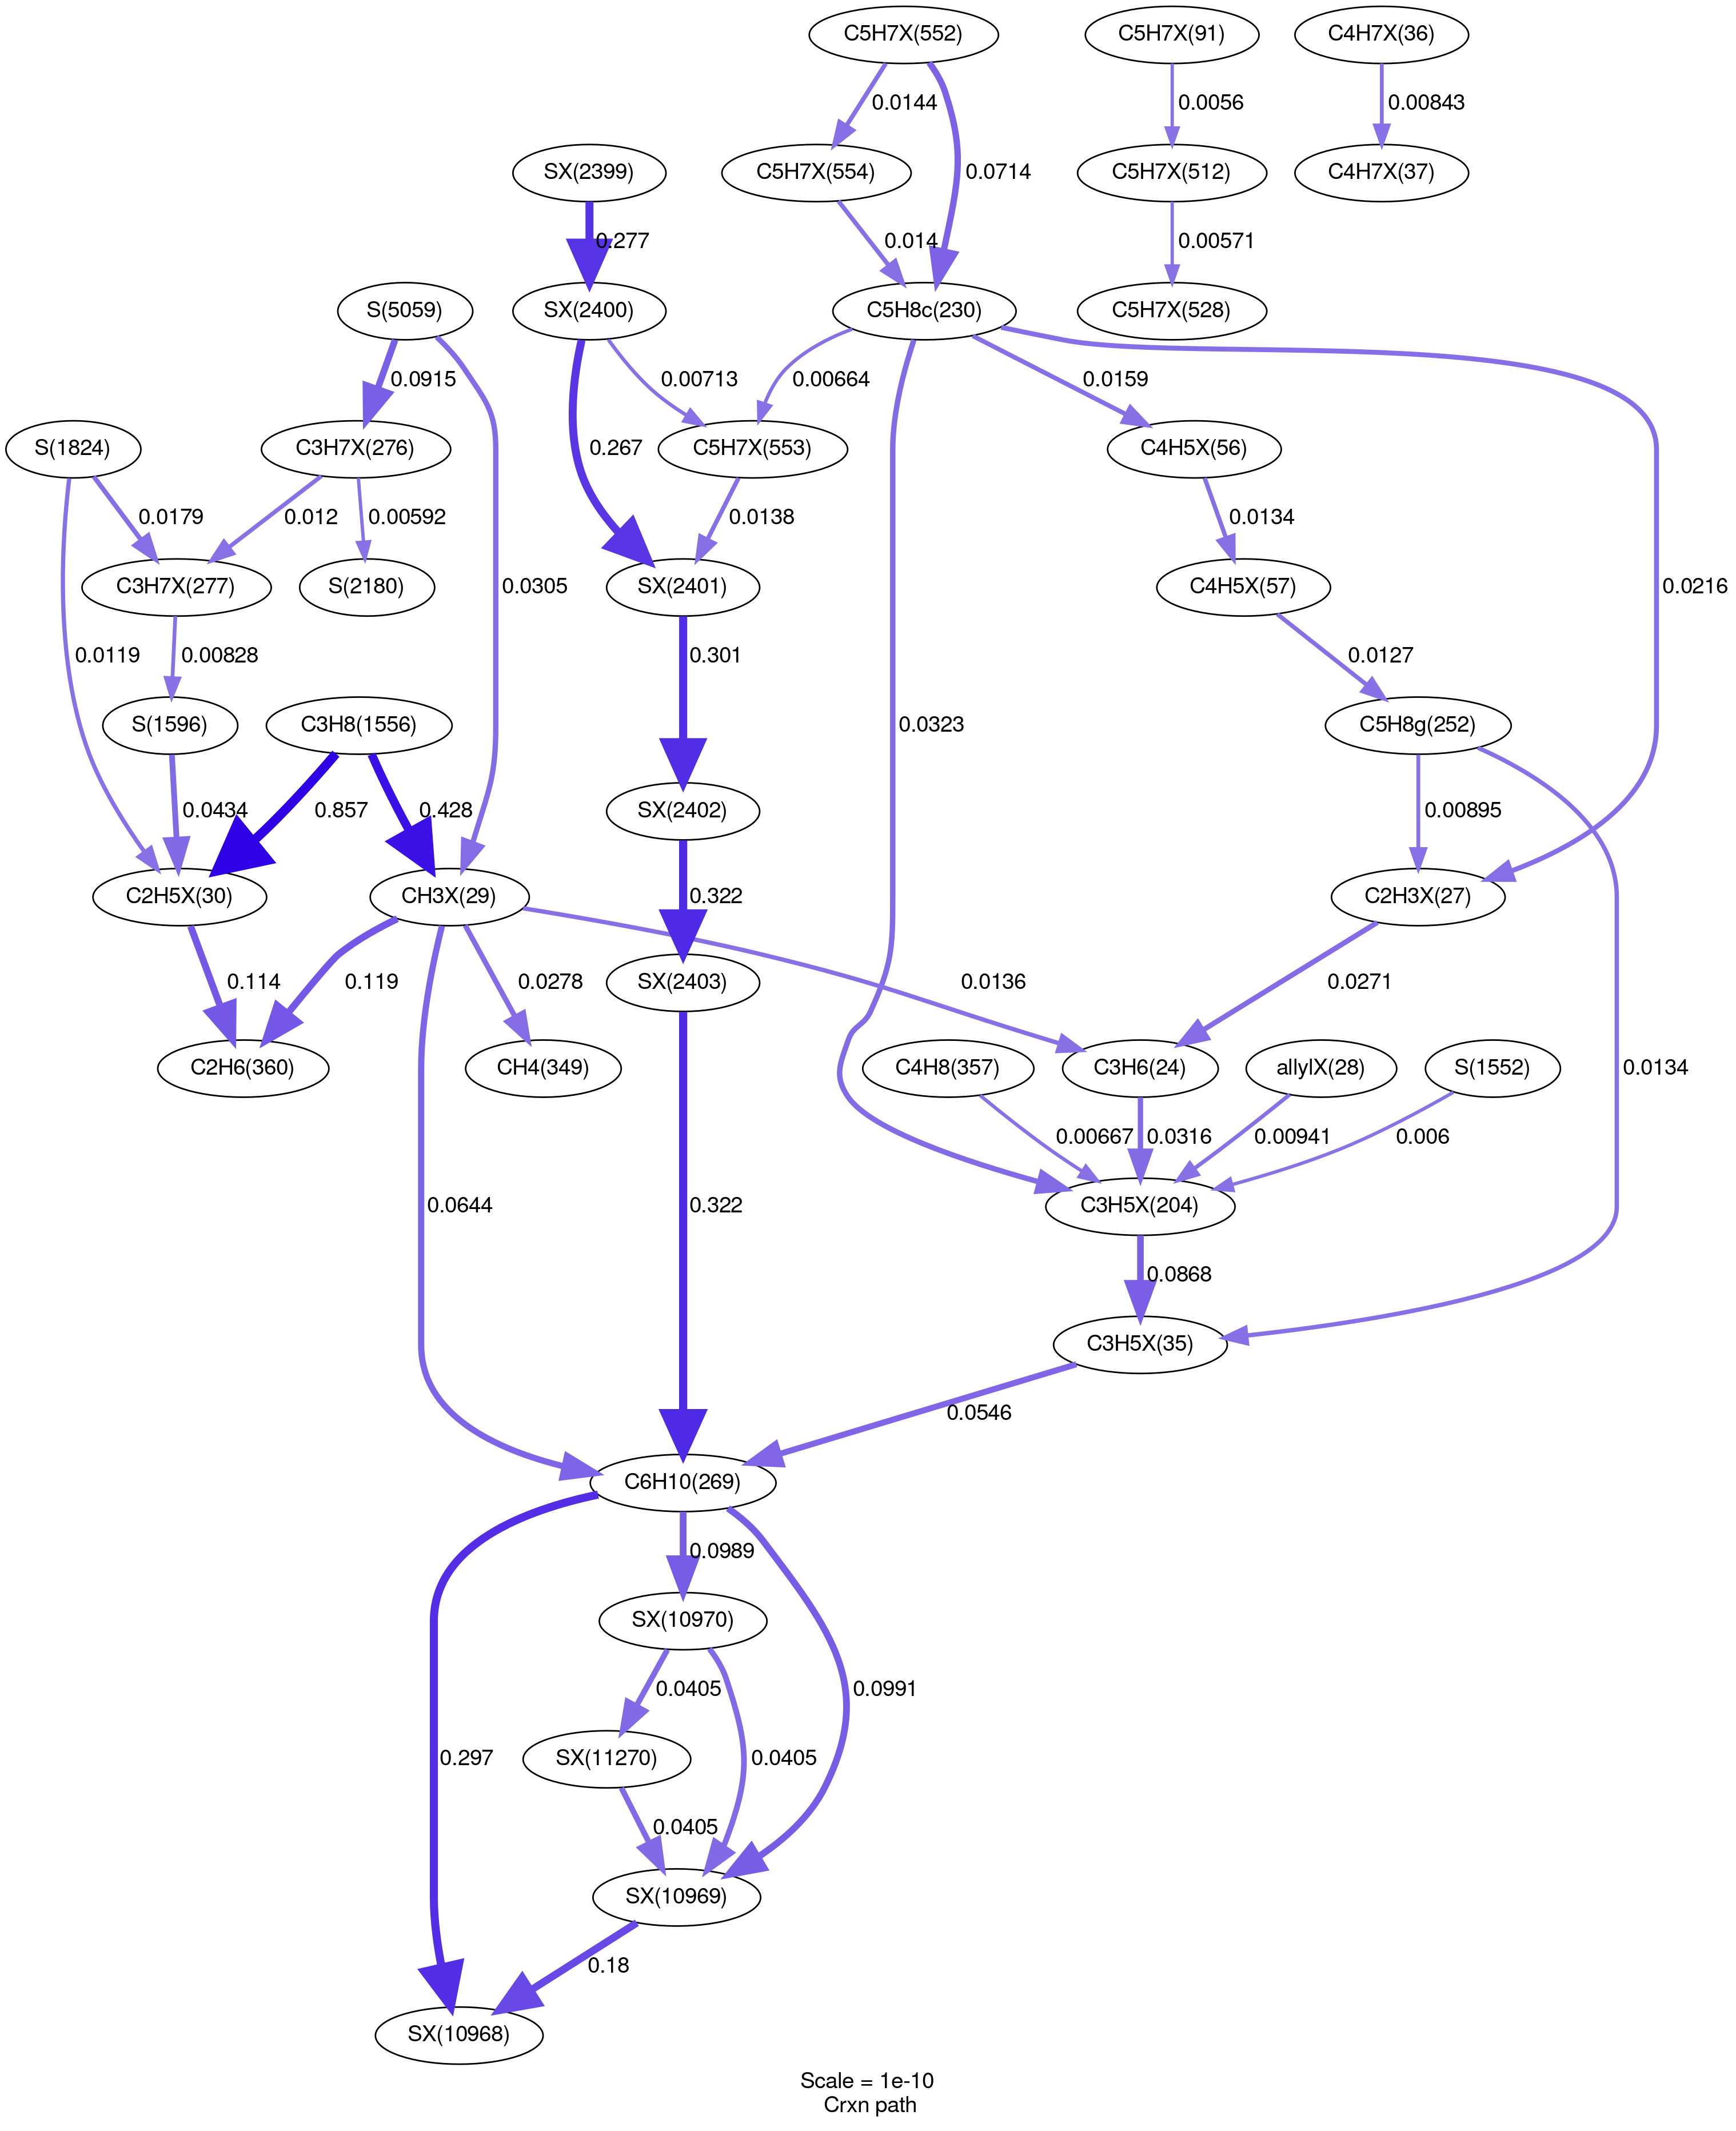 C5H7X(552)
C5H7X(91)
C4H7X(36)
0.0144
0.0056
0.00843
SX(2399)
C5H7X(554)
0.0714
C5H7X(512)
C4H7X(37)
0.277
0.014
0.00571
S(5059)
SX(2400)
C5H8c(230)
C5H7X(528)
0.0915
0.00713
0.00664
0.0159
S(1824)
C3H7X(276)
0.267
C5H7X(553)
C4H5X(56)
0.0179
0.012
0.00592
0.0138
0.0134
C3H7X(277)
S(2180)
0.0305
SX(2401)
C4H5X(57)
0.0216
0.0119
0.00828
0.301
0.0127
S(1596)
C3H8(1556)
0.0323
C5H8g(252)
0.0434
0.857
0.428
SX(2402)
0.00895
C2H5X(30)
CH3X(29)
0.322
C2H3X(27)
0.114
0.119
0.0278
SX(2403)
0.0136
0.0271
C2H6(360)
CH4(349)
C4H8(357)
C3H6(24)
allylX(28)
S(1552)
0.0134
0.00667
0.0316
0.00941
0.006
0.0644
0.322
C3H5X(204)
0.0868
C3H5X(35)
0.0546
C6H10(269)
0.0989
SX(10970)
0.0405
0.0991
0.297
SX(11270)
0.0405
0.0405
SX(10969)
0.18
SX(10968)
Scale = 1e-10
Crxn path